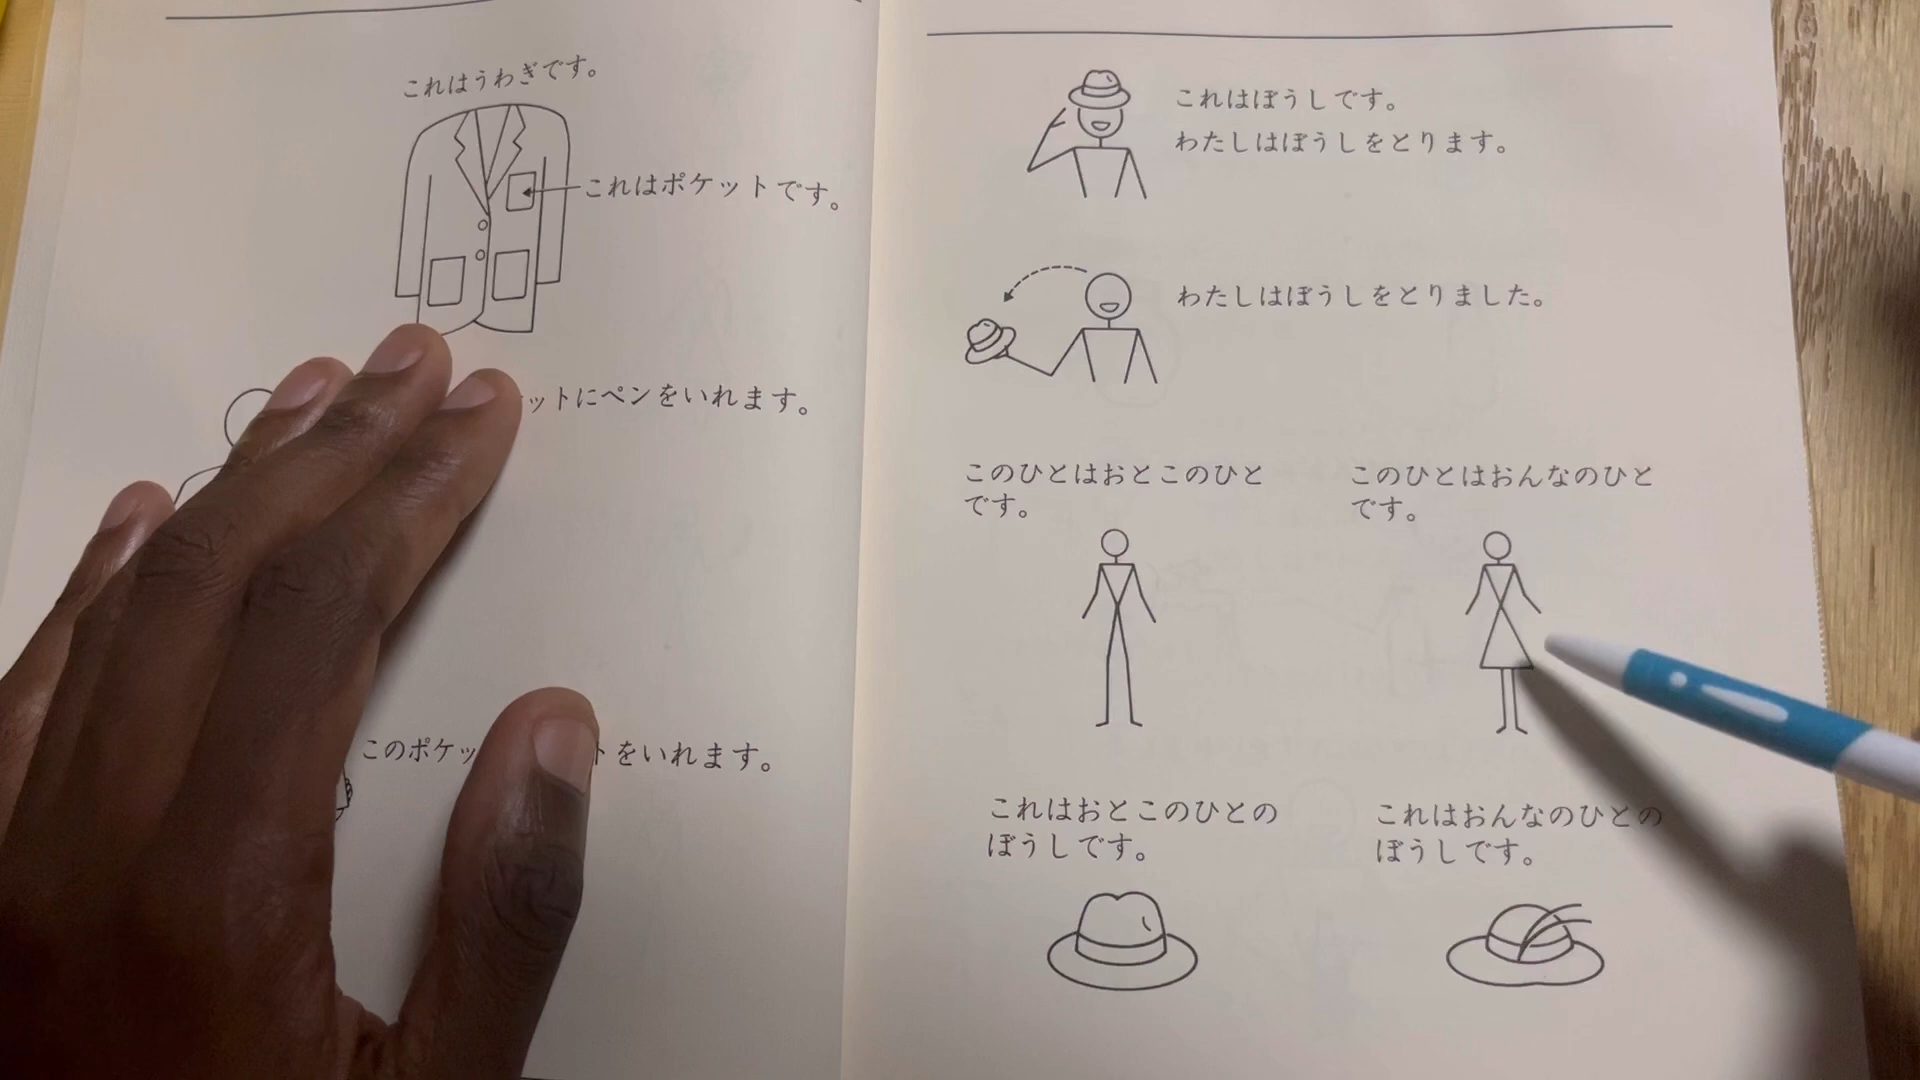 これはうわぎです。
これはポケットです。
ットにペンをいれます。
このポケッ トをいれます。
これはぼうしです。
わたしはぼうしをとります。
わたしはぼうしをとりました。
このひとはおとこのひと
です。
このひとはおんなのひと
です。
これはおとこのひとの
ぼうしです。
これはおんなのひとの
ぼうしです。